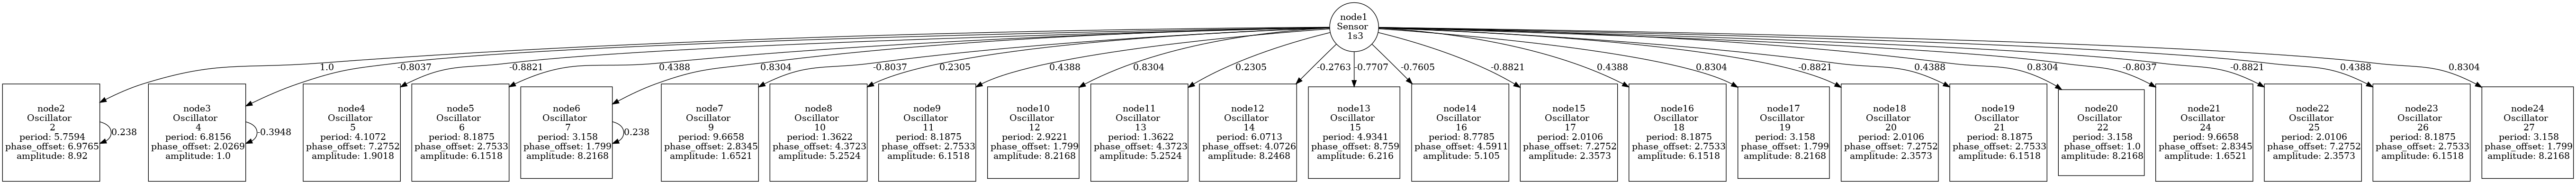 node1
Sensor
1s3
1.0
-0.8037
-0.8821
0.4388
0.8304
-0.8037
0.2305
0.4388
0.8304
0.2305
-0.2763
-0.7707
-0.7605
-0.8821
0.4388
0.8304
-0.8821
0.4388
0.8304
-0.8037
-0.8821
0.4388
0.8304
node2
Oscillator
2
period: 5.7594
phase_offset: 6.9765
amplitude: 8.92
0.238
node3
Oscillator
4
period: 6.8156
phase_offset: 2.0269
amplitude: 1.0
-0.3948
node4
Oscillator
5
period: 4.1072
phase_offset: 7.2752
amplitude: 1.9018
node5
Oscillator
6
period: 8.1875
phase_offset: 2.7533
amplitude: 6.1518
node6
Oscillator
7
period: 3.158
phase_offset: 1.799
amplitude: 8.2168
0.238
node7
Oscillator
9
period: 9.6658
phase_offset: 2.8345
amplitude: 1.6521
node8
Oscillator
10
period: 1.3622
phase_offset: 4.3723
amplitude: 5.2524
node9
Oscillator
11
period: 8.1875
phase_offset: 2.7533
amplitude: 6.1518
node10
Oscillator
12
period: 2.9221
phase_offset: 1.799
amplitude: 8.2168
node11
Oscillator
13
period: 1.3622
phase_offset: 4.3723
amplitude: 5.2524
node12
Oscillator
14
period: 6.0713
phase_offset: 4.0726
amplitude: 8.2468
node13
Oscillator
15
period: 4.9341
phase_offset: 8.759
amplitude: 6.216
node14
Oscillator
16
period: 8.7785
phase_offset: 4.5911
amplitude: 5.105
node15
Oscillator
17
period: 2.0106
phase_offset: 7.2752
amplitude: 2.3573
node16
Oscillator
18
period: 8.1875
phase_offset: 2.7533
amplitude: 6.1518
node17
Oscillator
19
period: 3.158
phase_offset: 1.799
amplitude: 8.2168
node18
Oscillator
20
period: 2.0106
phase_offset: 7.2752
amplitude: 2.3573
node19
Oscillator
21
period: 8.1875
phase_offset: 2.7533
amplitude: 6.1518
node20
Oscillator
22
period: 3.158
phase_offset: 1.0
amplitude: 8.2168
node21
Oscillator
24
period: 9.6658
phase_offset: 2.8345
amplitude: 1.6521
node22
Oscillator
25
period: 2.0106
phase_offset: 7.2752
amplitude: 2.3573
node23
Oscillator
26
period: 8.1875
phase_offset: 2.7533
amplitude: 6.1518
node24
Oscillator
27
period: 3.158
phase_offset: 1.799
amplitude: 8.2168